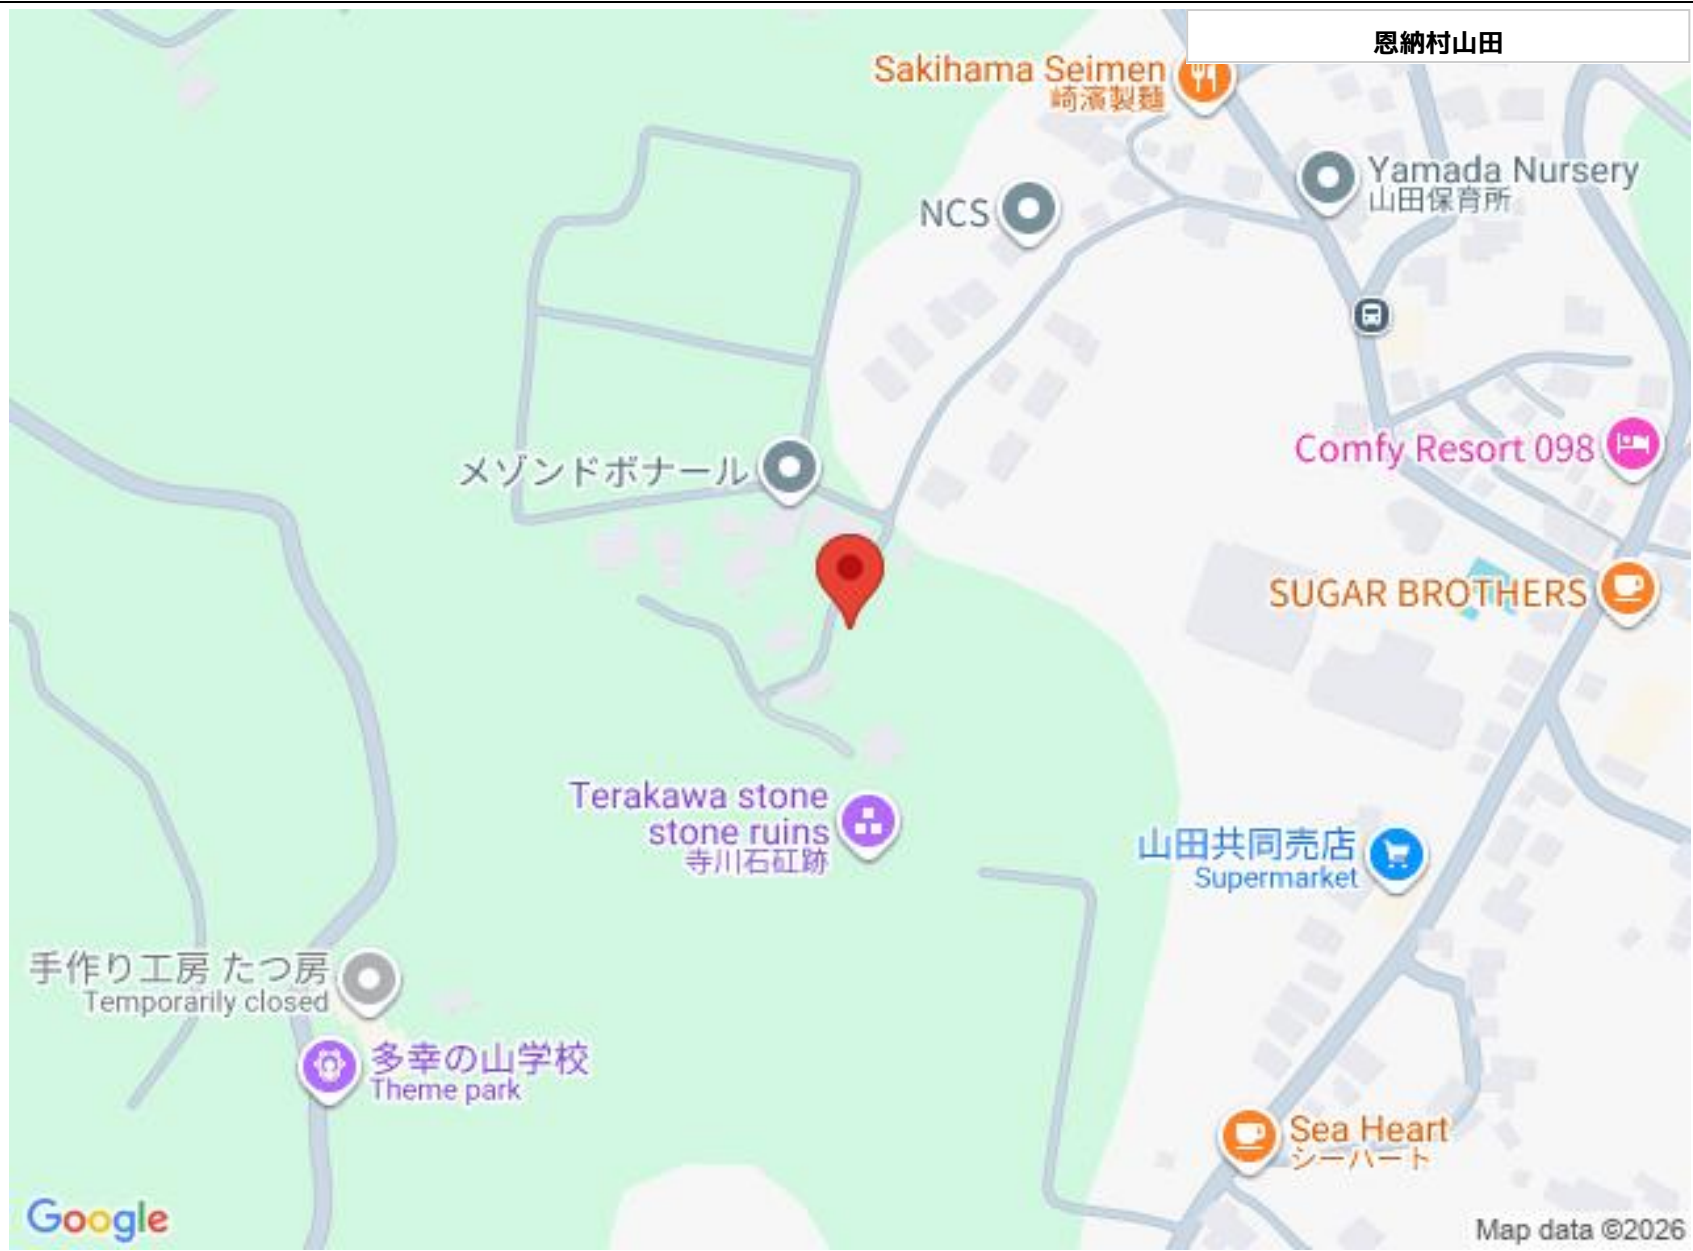 恩納村山田
Sakihama Seimen
崎濱製麺
Yamada Nursery
山田保育所
NCS
メゾンドボナール
Comfy Resort 098
SUGAR BROTHERS
Terakawa stone
stone ruins
寺川石矼跡
山田共同売店
Supermarket
手作り工房 たつ房
Temporarily closed
多幸の山学校
Theme park
Sea Heart
シーハート
Google
Map data ©2026